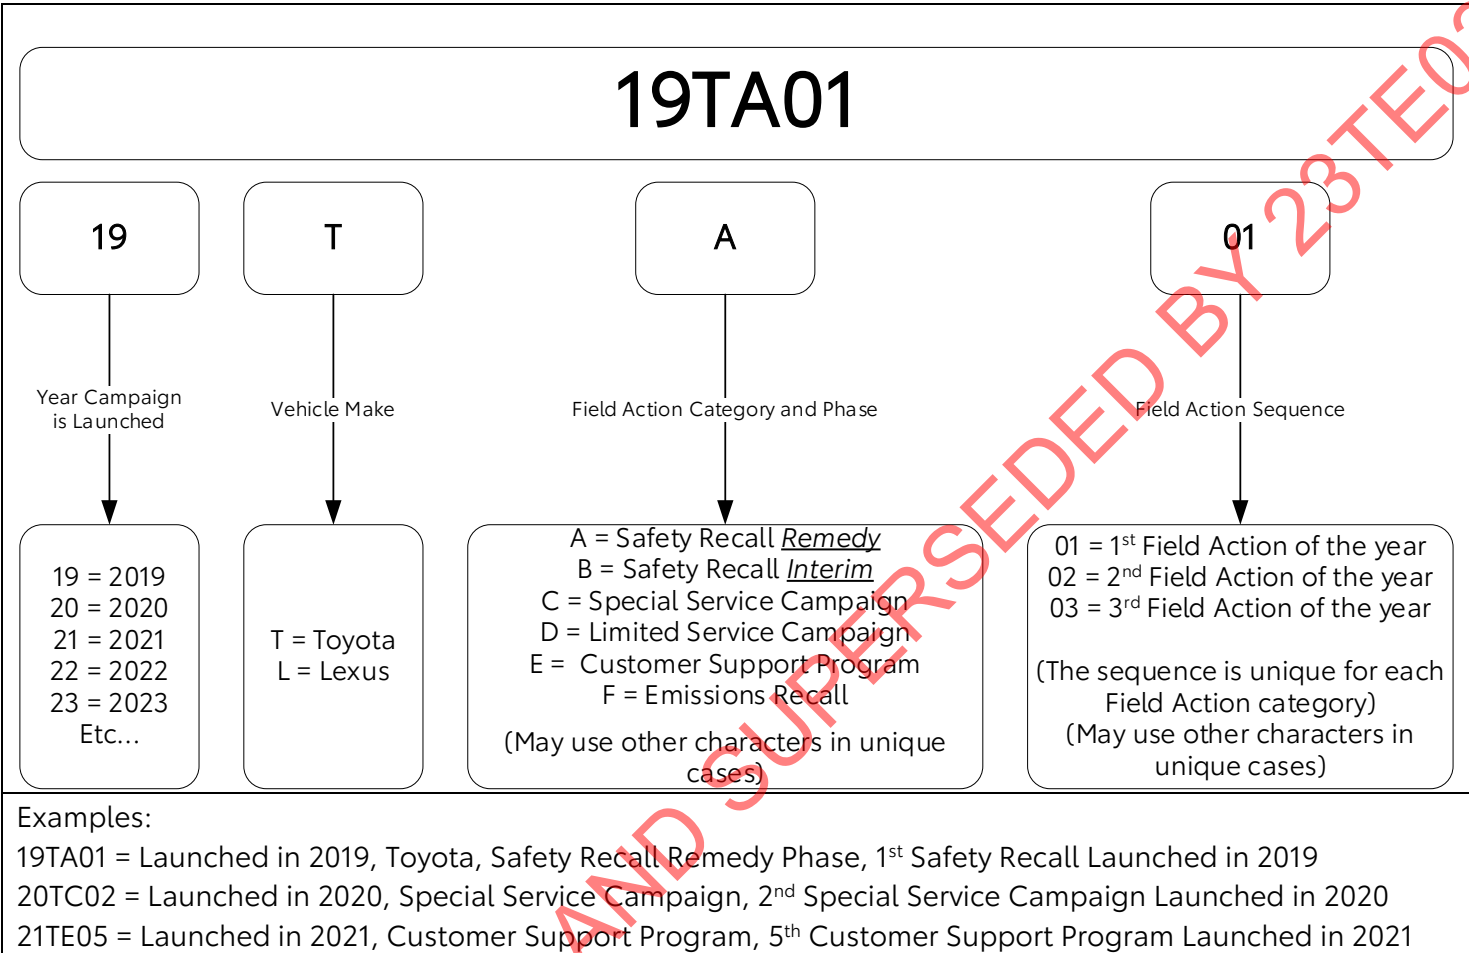 19TA01
19
T
A
01
Year Campaign
is Launched
Vehicle Make
Field Action Category and Phase
Field Action Sequence
19 = 2019
20 = 2020
21 = 2021
22 = 2022
23 = 2023
Etc...
T = Toyota
L = Lexus
A = Safety Recall Remedy
B = Safety Recall Interim
C = Special Service Campaign
D = Limited Service Campaign
E = Customer Support Program
F = Emissions Recall
(May use other characters in unique
cases)
01 = 1st Field Action of the year
02 = 2nd Field Action of the year
03 = 3rd Field Action of the year
(The sequence is unique for each
Field Action category)
(May use other characters in
unique cases)
Examples:
19TA01 = Launched in 2019, Toyota, Safety Recall Remedy Phase, 1st Safety Recall Launched in 2019
20TC02 = Launched in 2020, Special Service Campaign, 2nd Special Service Campaign Launched in 2020
21TE05 = Launched in 2021, Customer Support Program, 5th Customer Support Program Launched in 2021
AND SUPERSEDED BY